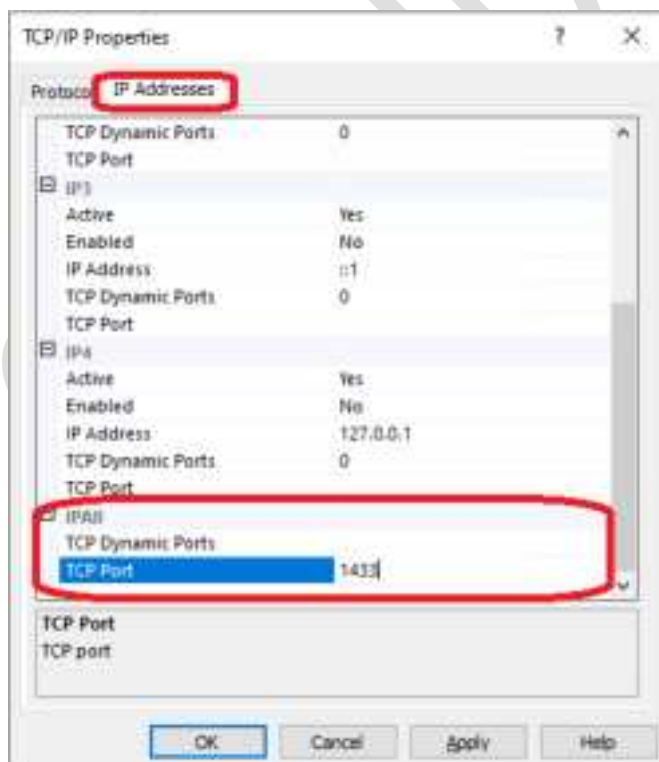 TCP/IP Properties ? ×
Protocol IP Addresses
TCP Dynamic Ports 0
TCP Port
IP3
Active Yes
Enabled No
IP Address ::1
TCP Dynamic Ports 0
TCP Port
IP4
Active Yes
Enabled No
IP Address 127.0.0.1
TCP Dynamic Ports 0
TCP Port
IPAll
TCP Dynamic Ports
TCP Port 1433
TCP Port
TCP port
OK Cancel Apply Help